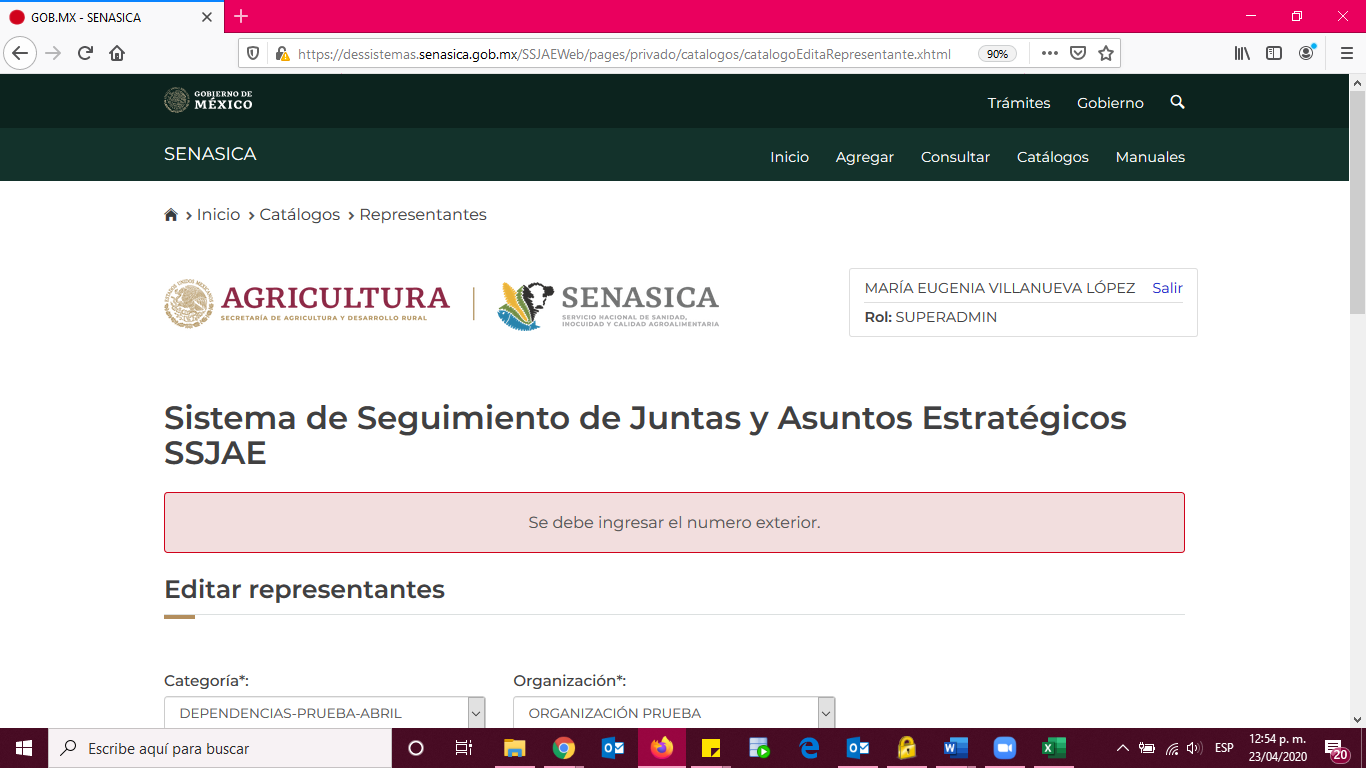 GOB.MX - SENASICA
https://dessistemas.senasica.gob.mx/SSJAEWeb/pages/privado/catalogos/catalogoEditaRepresentante.xhtml
90%
GOBIERNO DE
MÉXICO
Trámites
Gobierno
SENASICA
Inicio
Agregar
Consultar
Catálogos
Manuales
Inicio
Catálogos
Representantes
AGRICULTURA
SECRETARÍA DE AGRICULTURA Y DESARROLLO RURAL
SENASICA
SERVICIO NACIONAL DE SANIDAD,
INOCUIDAD Y CALIDAD AGROALIMENTARIA
MARÍA EUGENIA VILLANUEVA LÓPEZ Salir
Rol: SUPERADMIN
Sistema de Seguimiento de Juntas y Asuntos Estratégicos
SSJAE
Se debe ingresar el numero exterior.
Editar representantes
Categoría*:
Organización*:
DEPENDENCIAS-PRUEBA-ABRIL
ORGANIZACIÓN PRUEBA
Escribe aquí para buscar
ESP
12:54 p. m.
23/04/2020
20